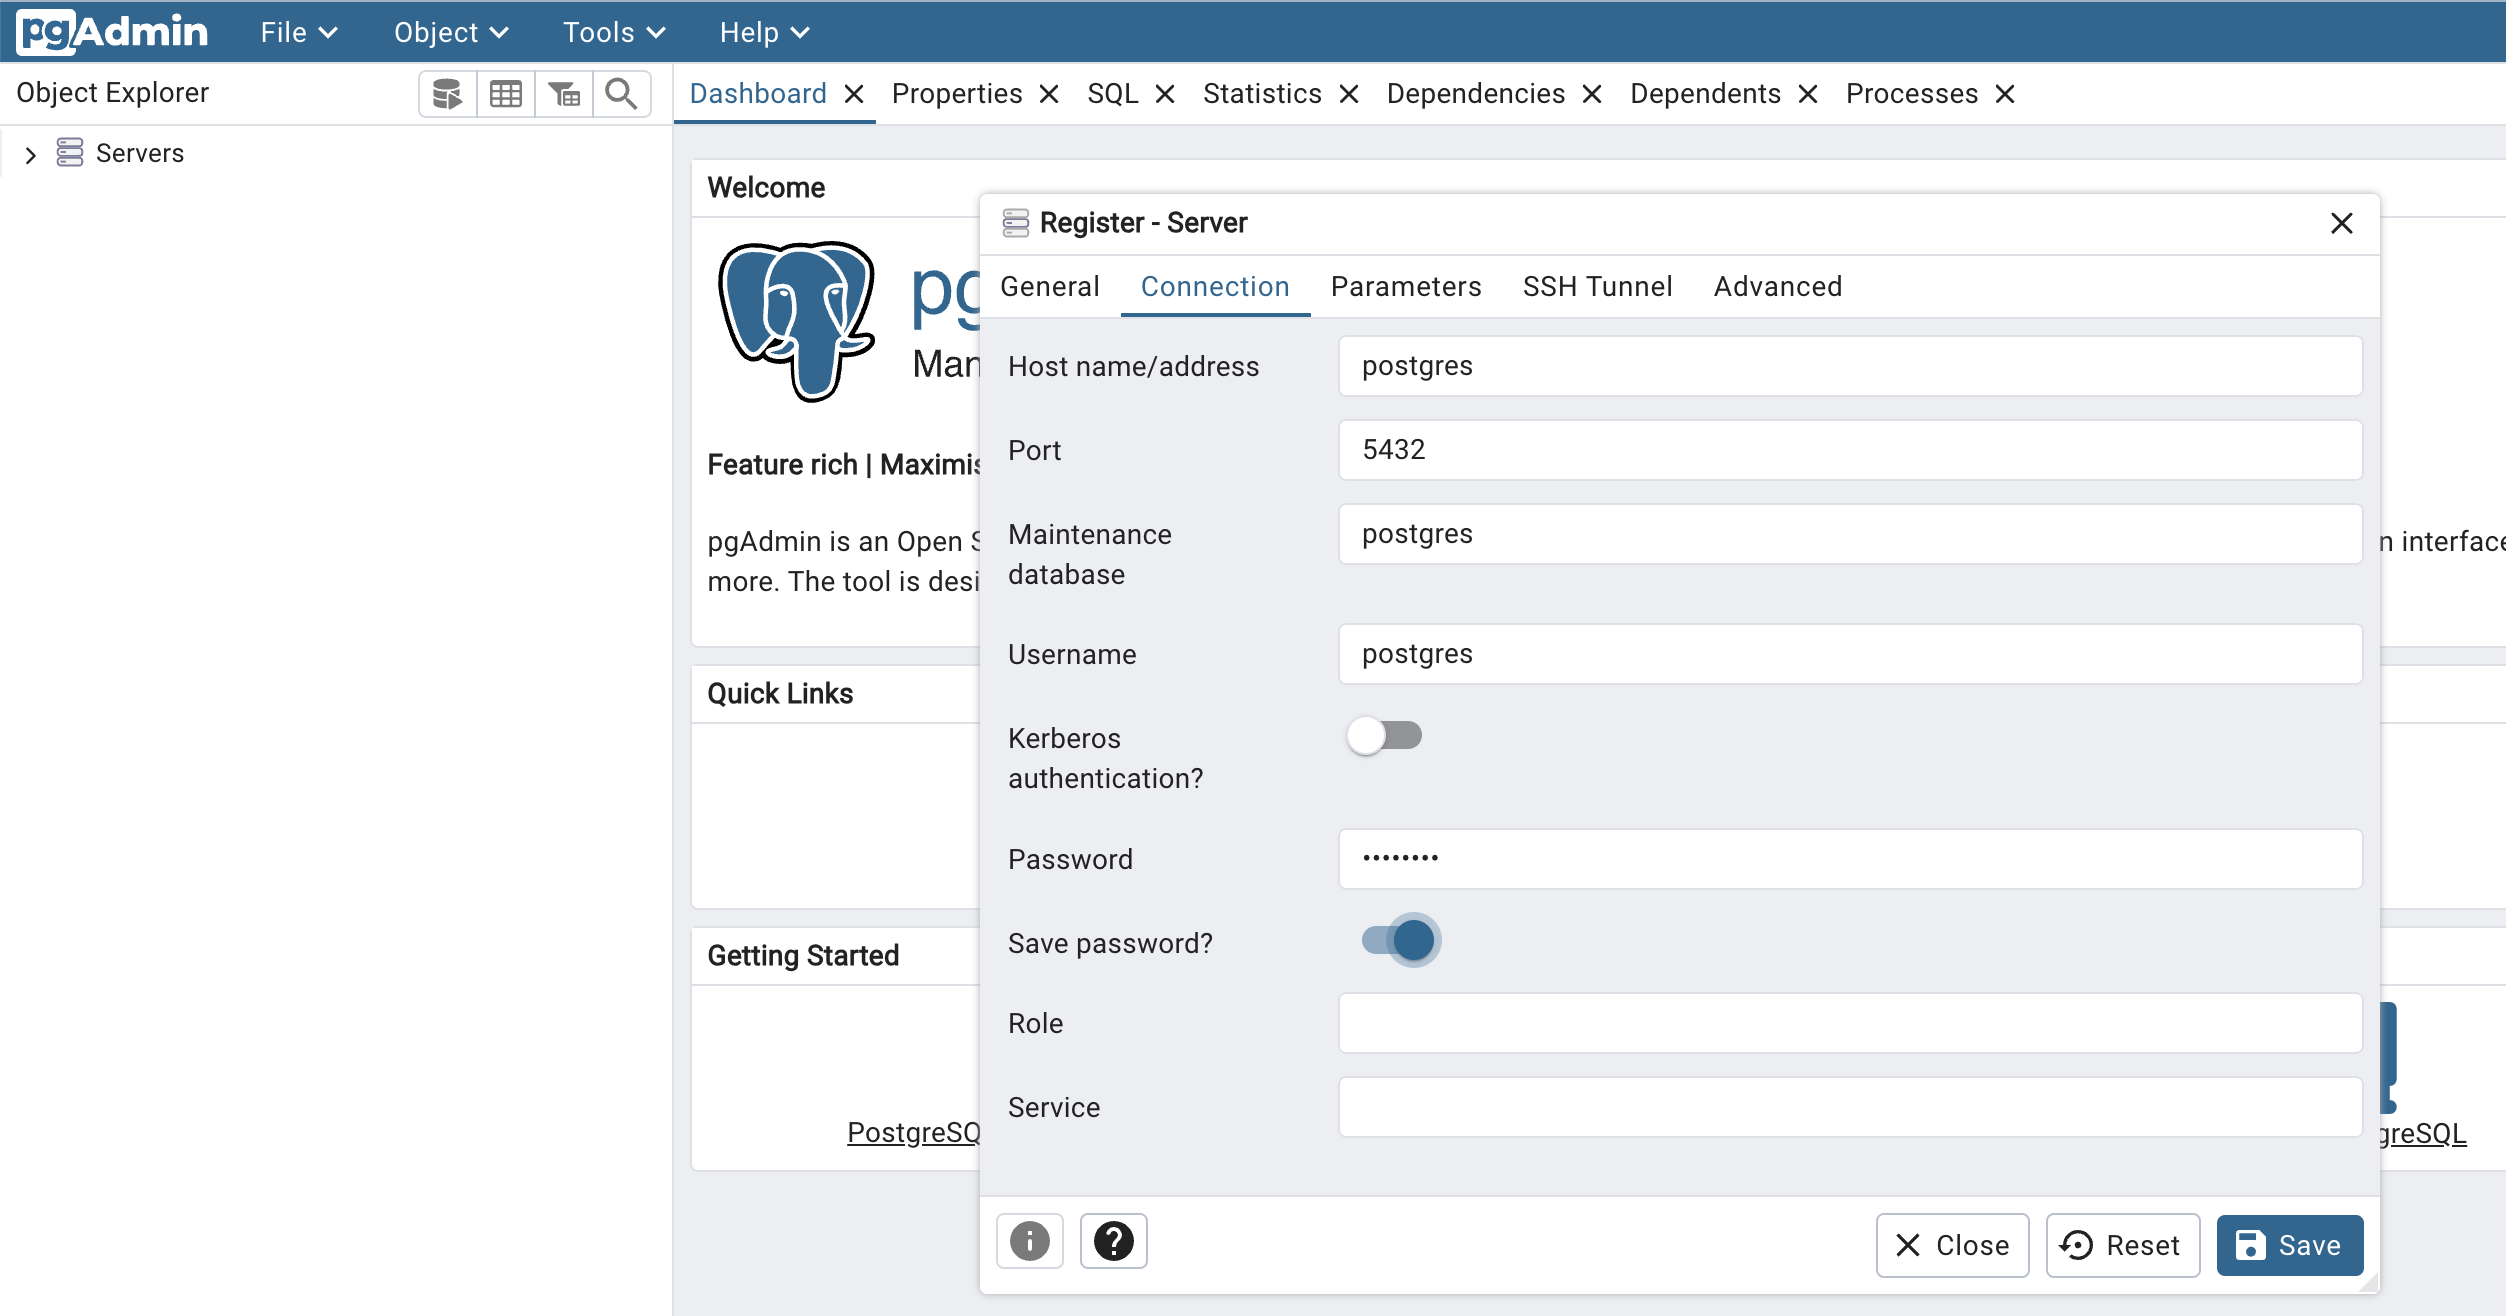 pgAdmin File Object Tools Help
Object Explorer
Dashboard Properties SQL Statistics Dependencies Dependents Processes
Servers
Welcome
pg
Man
Feature rich | Maximis
pgAdmin is an Open S
n interface
more. The tool is desi
Quick Links
Getting Started
PostgreSQ
greSQL
Register - Server
General Connection Parameters SSH Tunnel Advanced
Host name/address postgres
Port 5432
Maintenance database postgres
Username postgres
Kerberos authentication?
Password ••••••••
Save password?
Role
Service
Close Reset Save